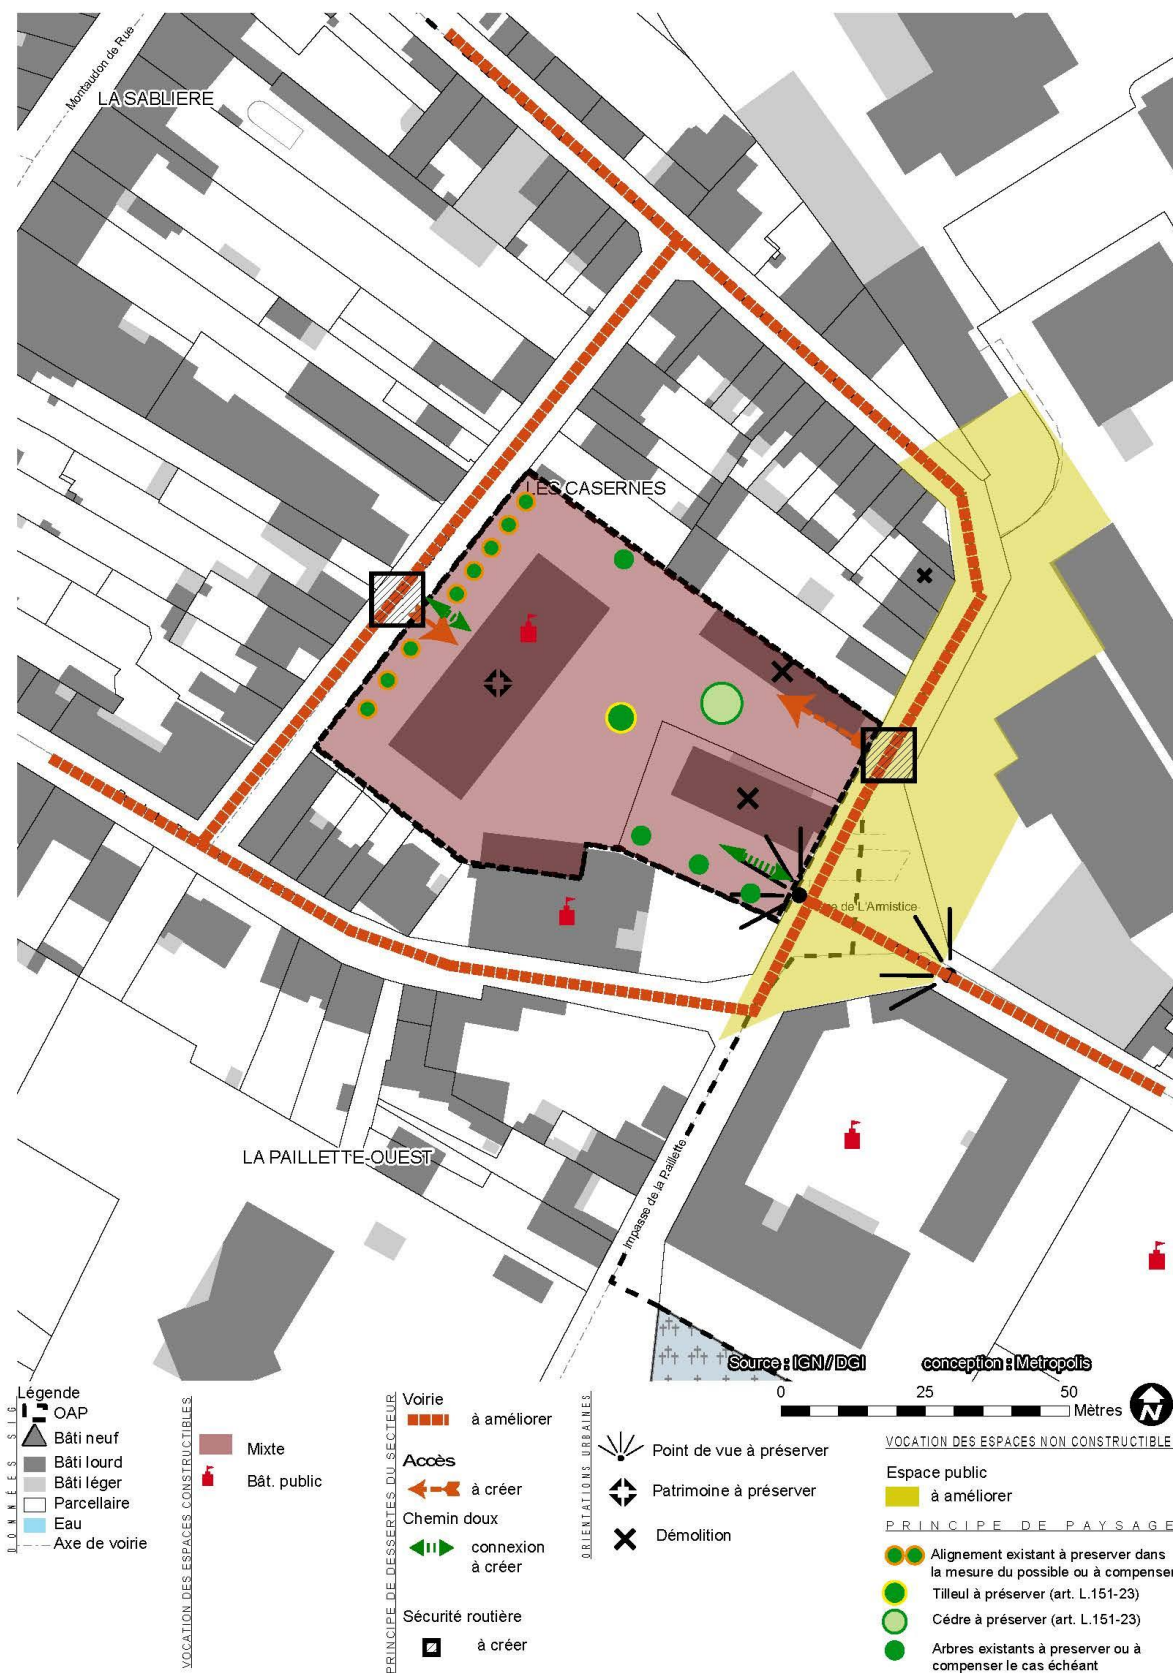 Montaudon de Rue
LA SABLIERE
LES CASERNES
de L'Armistice
LA PAILLETTE-OUEST
Impasse de la Paillette
Source : IGN / DGI
conception : Metropolis
0 25 50
Mètres
N
Légende
DONNÉES SIG
OAP
Bâti neuf
Bâti lourd
Bâti léger
Parcellaire
Eau
Axe de voirie
VOCATION DES ESPACES CONSTRUCTIBLES
Mixte
Bât. public
PRINCIPE DE DESSERTES DU SECTEUR
Voirie
à améliorer
Accès
à créer
Chemin doux
connexion
à créer
Sécurité routière
à créer
ORIENTATIONS URBAINES
Point de vue à préserver
Patrimoine à préserver
Démolition
VOCATION DES ESPACES NON CONSTRUCTIBLE
Espace public
à améliorer
PRINCIPE DE PAYSAGE
Alignement existant à preserver dans
la mesure du possible ou à compenser
Tilleul à préserver (art. L.151-23)
Cédre à préserver (art. L.151-23)
Arbres existants à preserver ou à
compenser le cas échéant